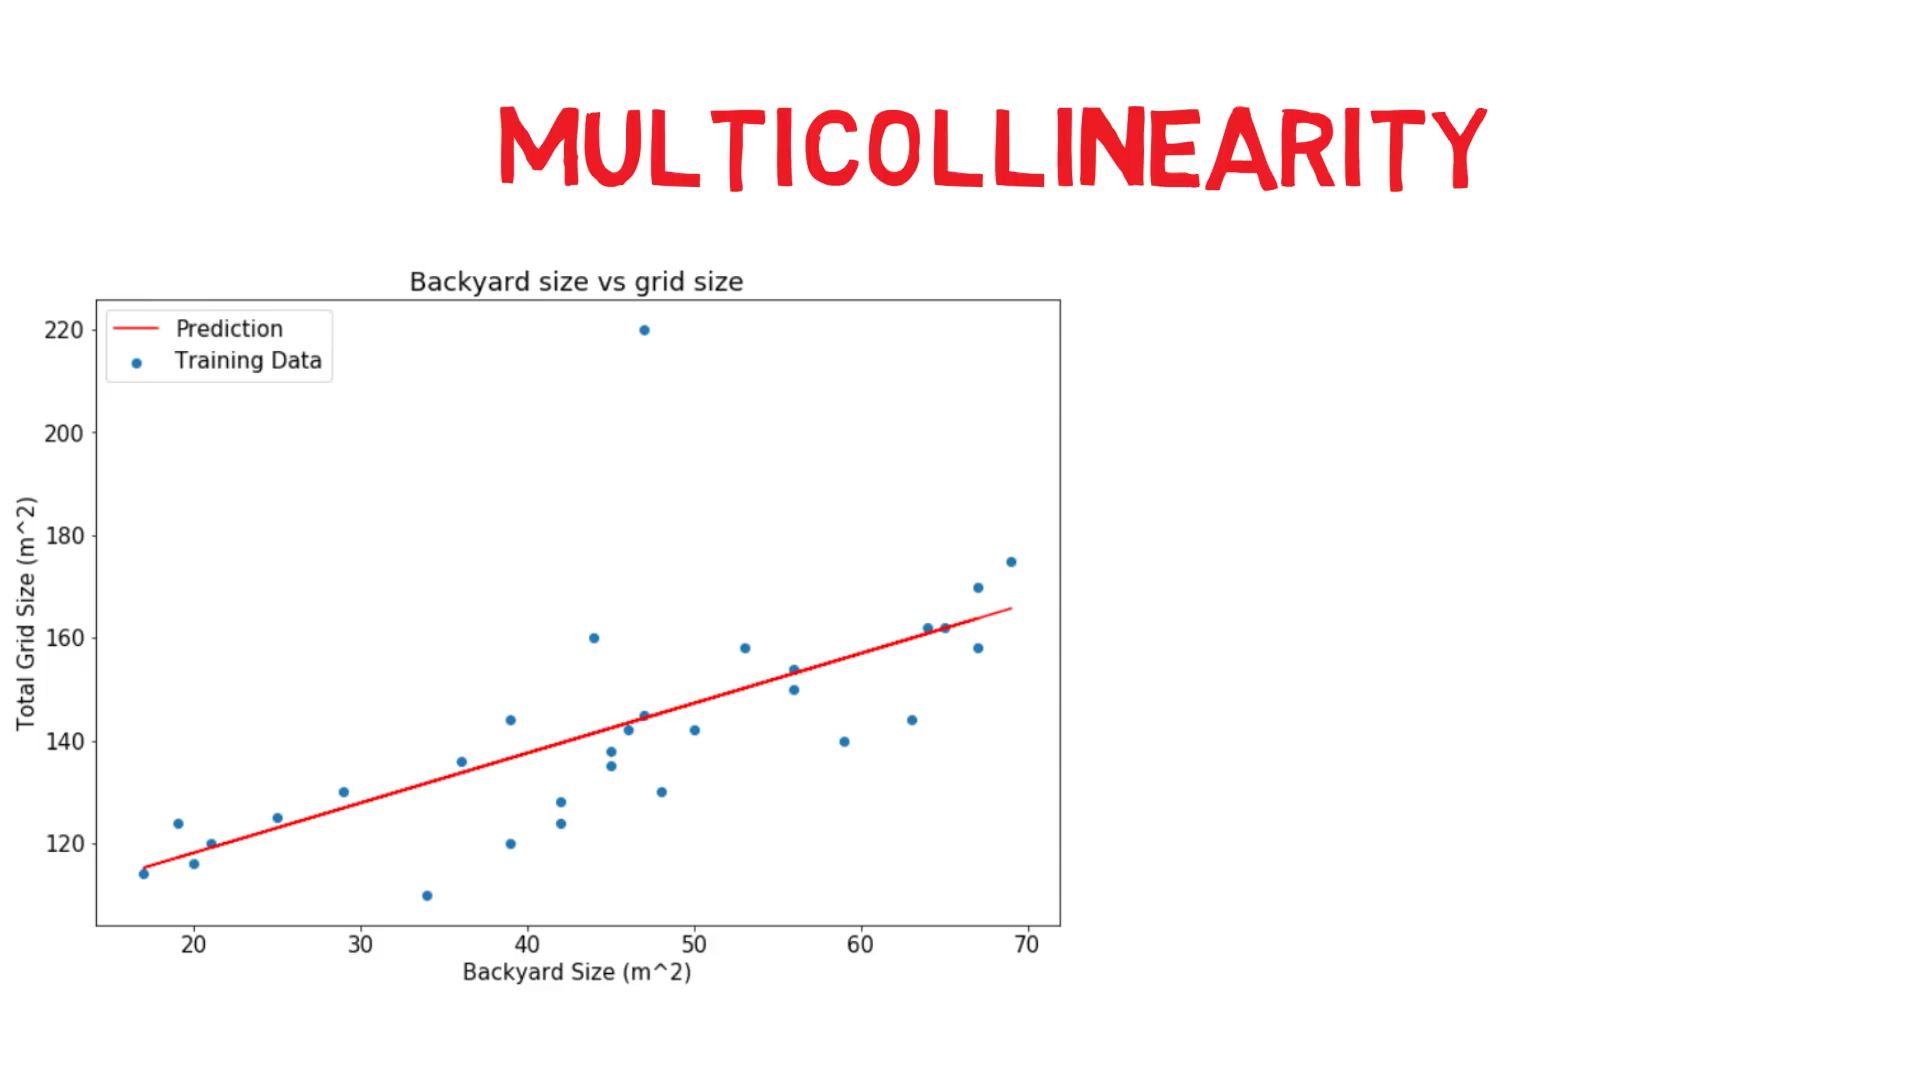 MULTICOLLINEARITY
Backyard size vs grid size
Prediction
Training Data
220
200
180
160
140
120
Total Grid Size (m^2)
20 30 40 50 60 70
Backyard Size (m^2)